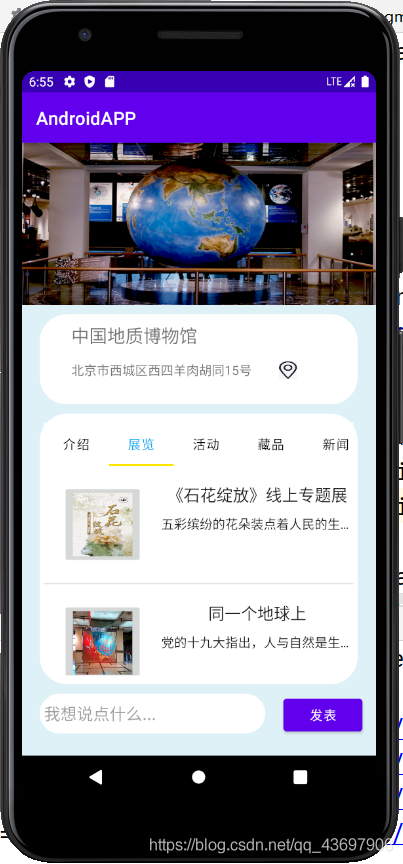 6:55
LTE
AndroidAPP
中国地质博物馆
北京市西城区西四羊肉胡同15号
介绍 展览 活动 藏品 新闻
《石花绽放》线上专题展
五彩缤纷的花朵装点着人民的生...
石花
绽放
同一个地球上
党的十九大指出，人与自然是生...
我想说点什么...
发表
https://blog.csdn.net/qq_43697906